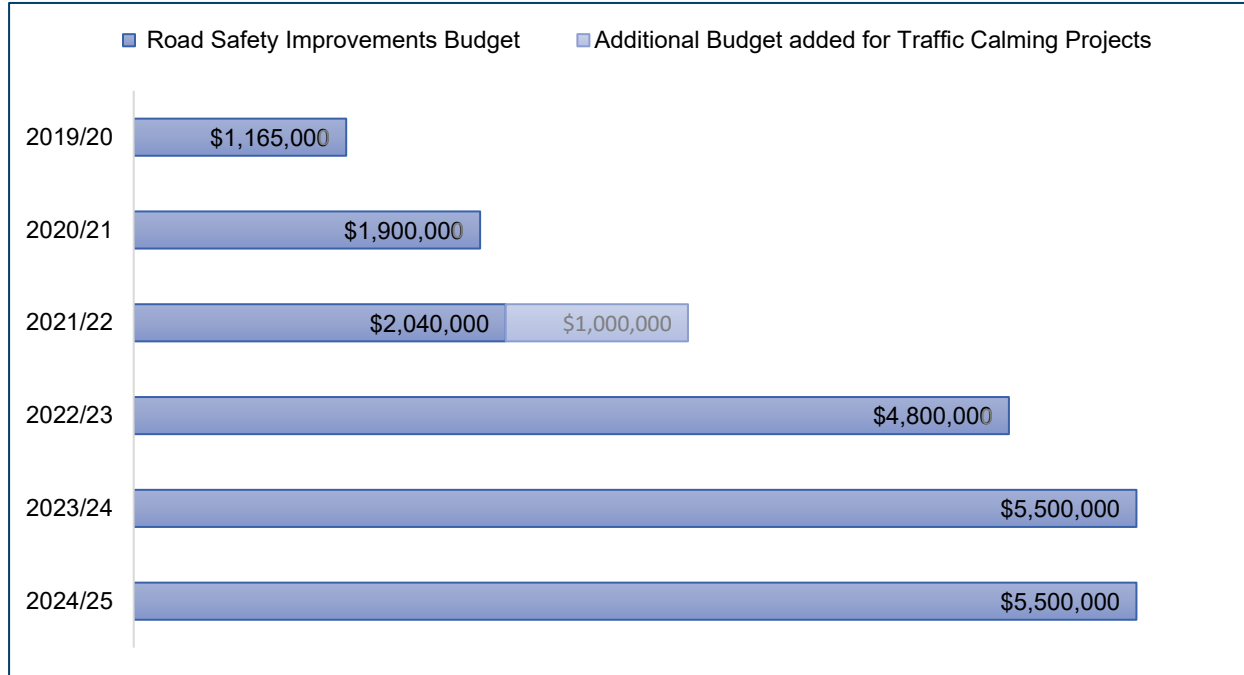 Road Safety Improvements Budget Additional Budget added for Traffic Calming Projects
2019/20 $1,165,000
2020/21 $1,900,000
2021/22 $2,040,000 $1,000,000
2022/23 $4,800,000
2023/24 $5,500,000
2024/25 $5,500,000